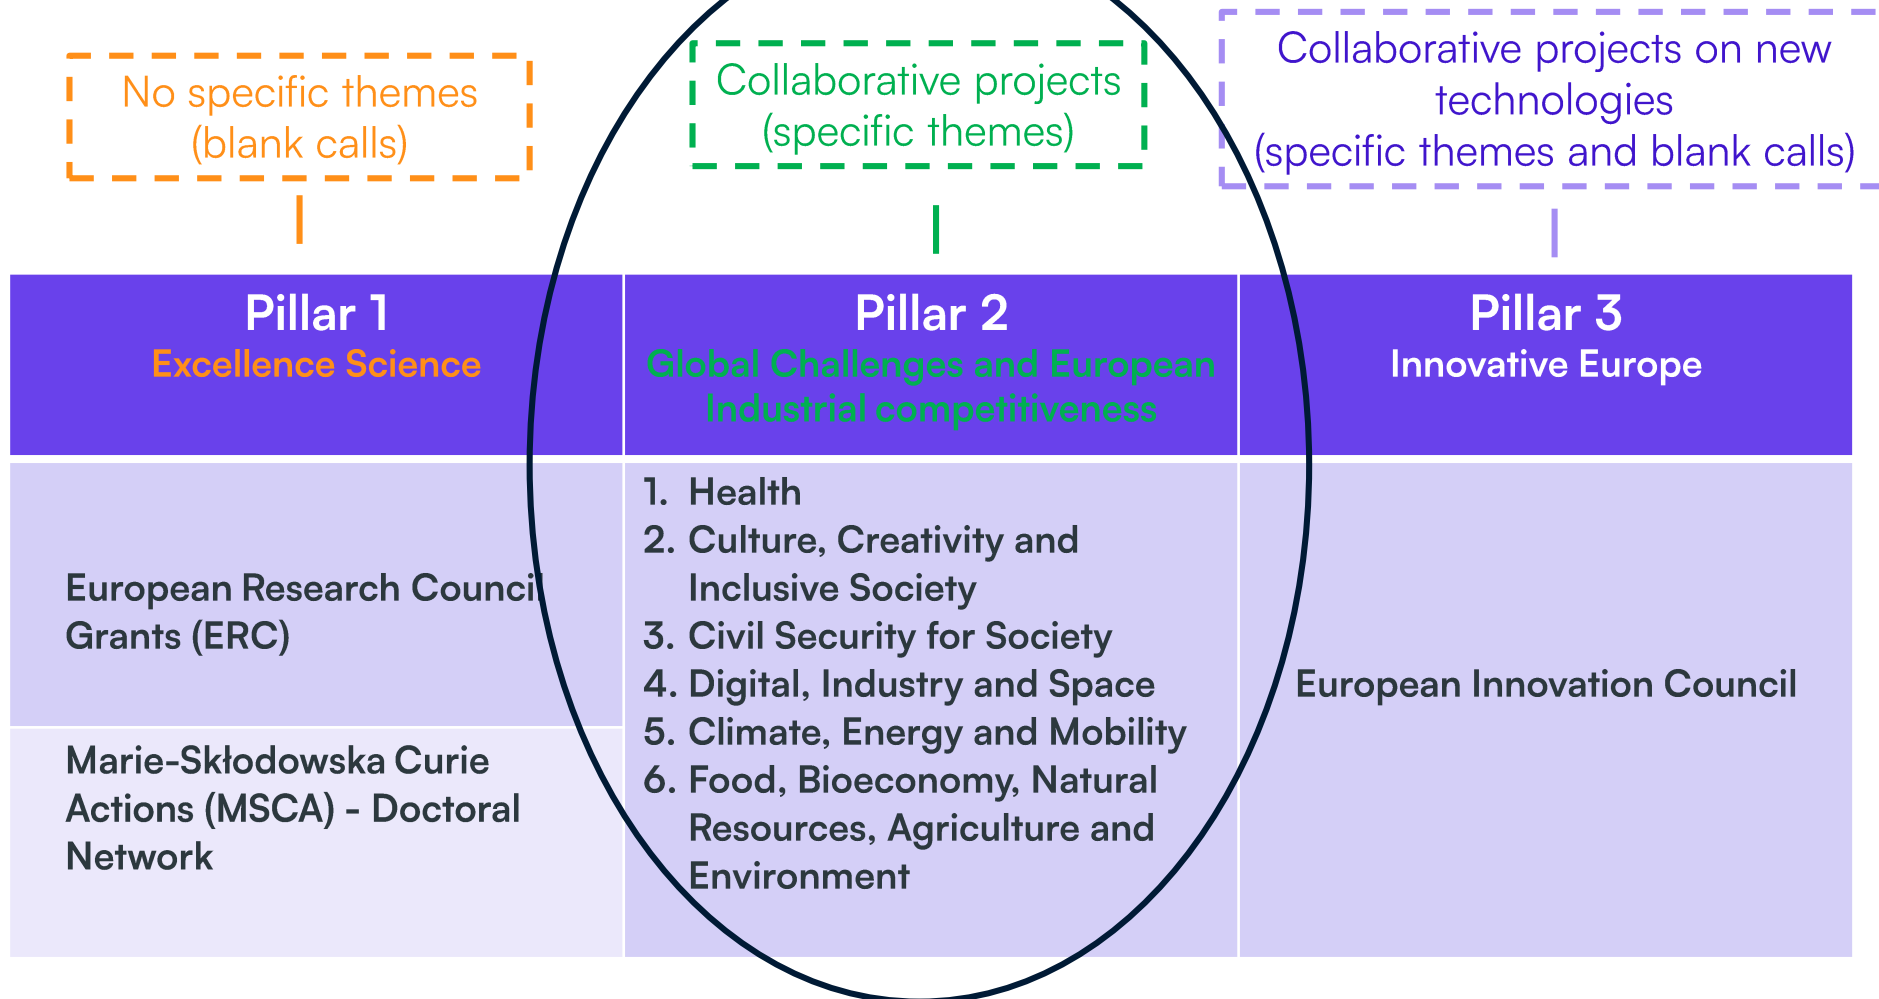 No specific themes
(blank calls)
Collaborative projects
(specific themes)
Collaborative projects on new
technologies
(specific themes and blank calls)
Pillar 1
Excellence Science
Pillar 2
Global Challenges and European
Industrial competitiveness
Pillar 3
Innovative Europe
European Research Council
Grants (ERC)
Marie-Skłodowska Curie
Actions (MSCA) - Doctoral
Network
1. Health
2. Culture, Creativity and
Inclusive Society
3. Civil Security for Society
4. Digital, Industry and Space
5. Climate, Energy and Mobility
6. Food, Bioeconomy, Natural
Resources, Agriculture and
Environment
European Innovation Council